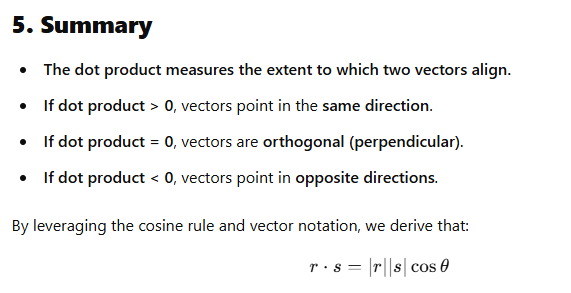 5. Summary
• The dot product measures the extent to which two vectors align.
• If dot product > 0, vectors point in the same direction.
• If dot product = 0, vectors are orthogonal (perpendicular).
• If dot product < 0, vectors point in opposite directions.
By leveraging the cosine rule and vector notation, we derive that:
r · s = |r||s| cos θ